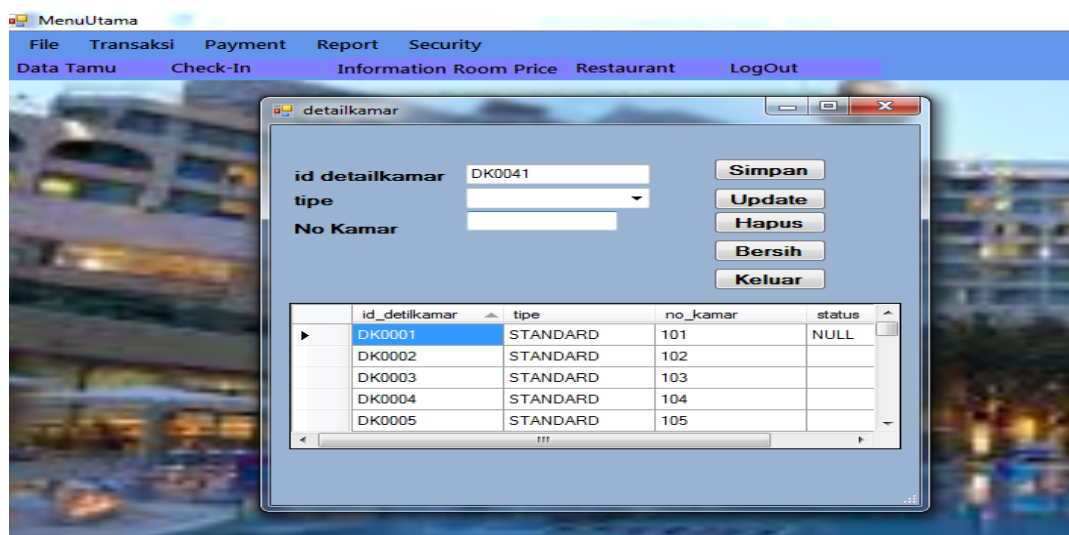 MenuUtama
File Transaksi Payment Report Security
Data Tamu Check-In Information Room Price Restaurant LogOut
detailkamar
id detailkamar DK0041 Simpan
tipe Update
No Kamar Hapus
Bersih
Keluar
id_detilkamar tipe no_kamar status
DK0001 STANDARD 101 NULL
DK0002 STANDARD 102
DK0003 STANDARD 103
DK0004 STANDARD 104
DK0005 STANDARD 105